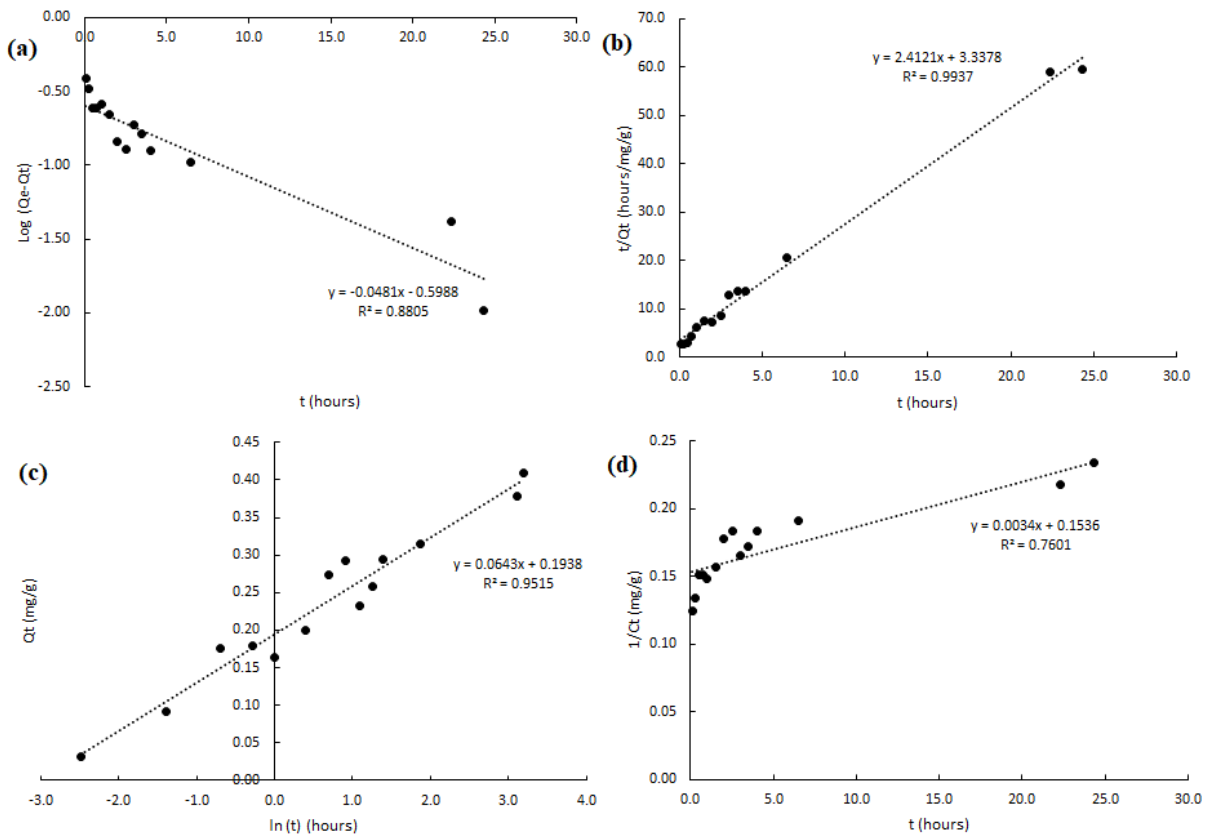 (a)
0.00
0.0 5.0 10.0 15.0 20.0 25.0 30.0
-0.50
-1.00
-1.50
-2.00
-2.50
Log (Qe-Qt)
y = -0.0481x - 0.5988
R² = 0.8805
t (hours)
(b)
70.0
60.0
50.0
40.0
30.0
20.0
10.0
0.0
t/Qt (hours/mg/g)
y = 2.4121x + 3.3378
R² = 0.9937
0.0 5.0 10.0 15.0 20.0 25.0 30.0
t (hours)
(c)
0.45
0.40
0.35
0.30
0.25
0.20
0.15
0.10
0.05
0.00
Qt (mg/g)
y = 0.0643x + 0.1938
R² = 0.9515
-3.0 -2.0 -1.0 0.0 1.0 2.0 3.0 4.0
ln (t) (hours)
(d)
0.25
0.20
0.15
0.10
0.05
0.00
1/Ct (mg/g)
y = 0.0034x + 0.1536
R² = 0.7601
0.0 5.0 10.0 15.0 20.0 25.0 30.0
t (hours)